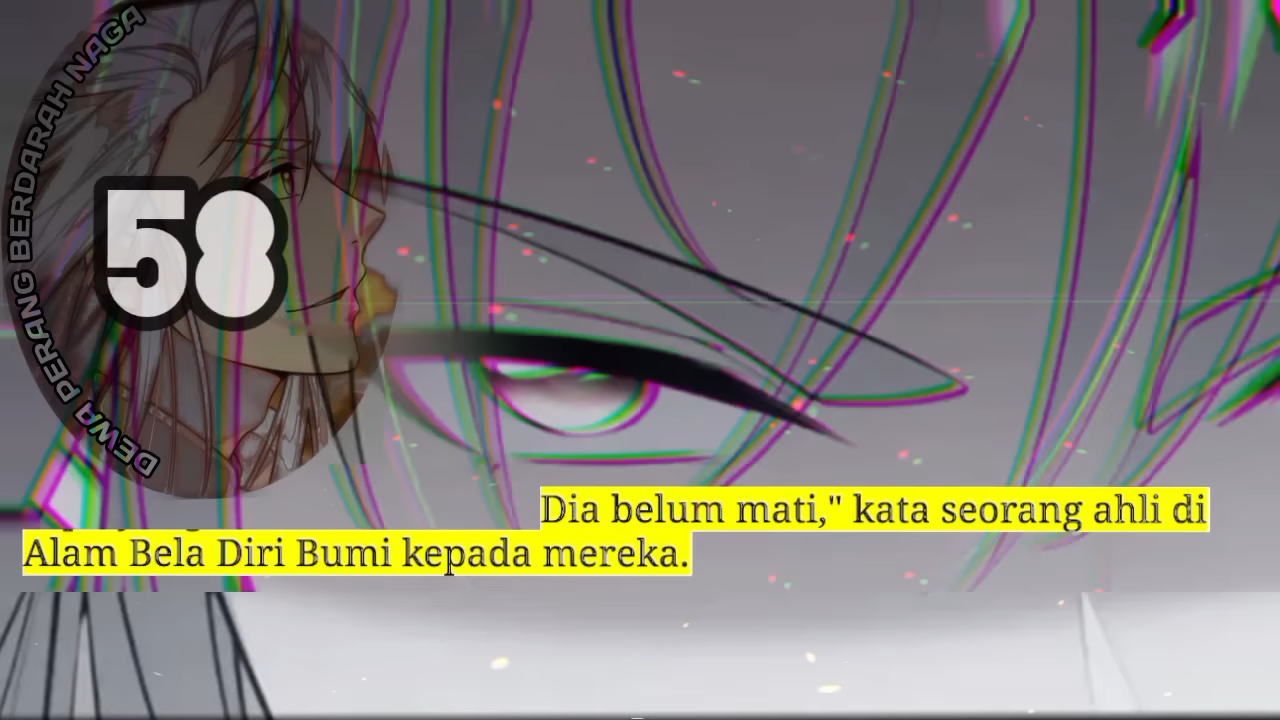 DEWA PERANG BERDARAH NAGA
58
Dia belum mati," kata seorang ahli di
Alam Bela Diri Bumi kepada mereka.